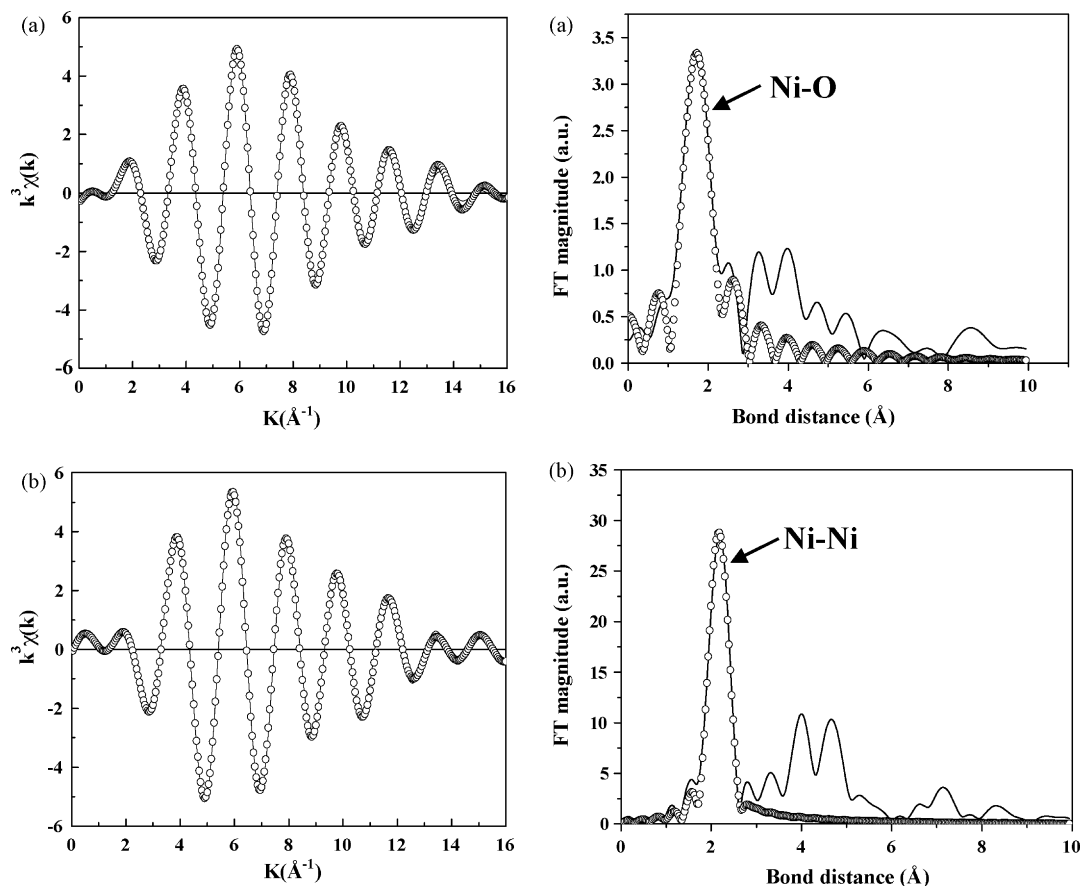 (a)
6
4
2
0
-2
-4
-6
0 2 4 6 8 10 12 14 16
k³χ(k)
K(Å⁻¹)
(a)
3.5
3.0
2.5
2.0
1.5
1.0
0.5
0.0
0 2 4 6 8 10
FT magnitude (a.u.)
Bond distance (Å)
Ni-O
(b)
6
4
2
0
-2
-4
-6
0 2 4 6 8 10 12 14 16
k³χ(k)
K(Å⁻¹)
(b)
35
30
25
20
15
10
5
0
0 2 4 6 8 10
FT magnitude (a.u.)
Bond distance (Å)
Ni-Ni